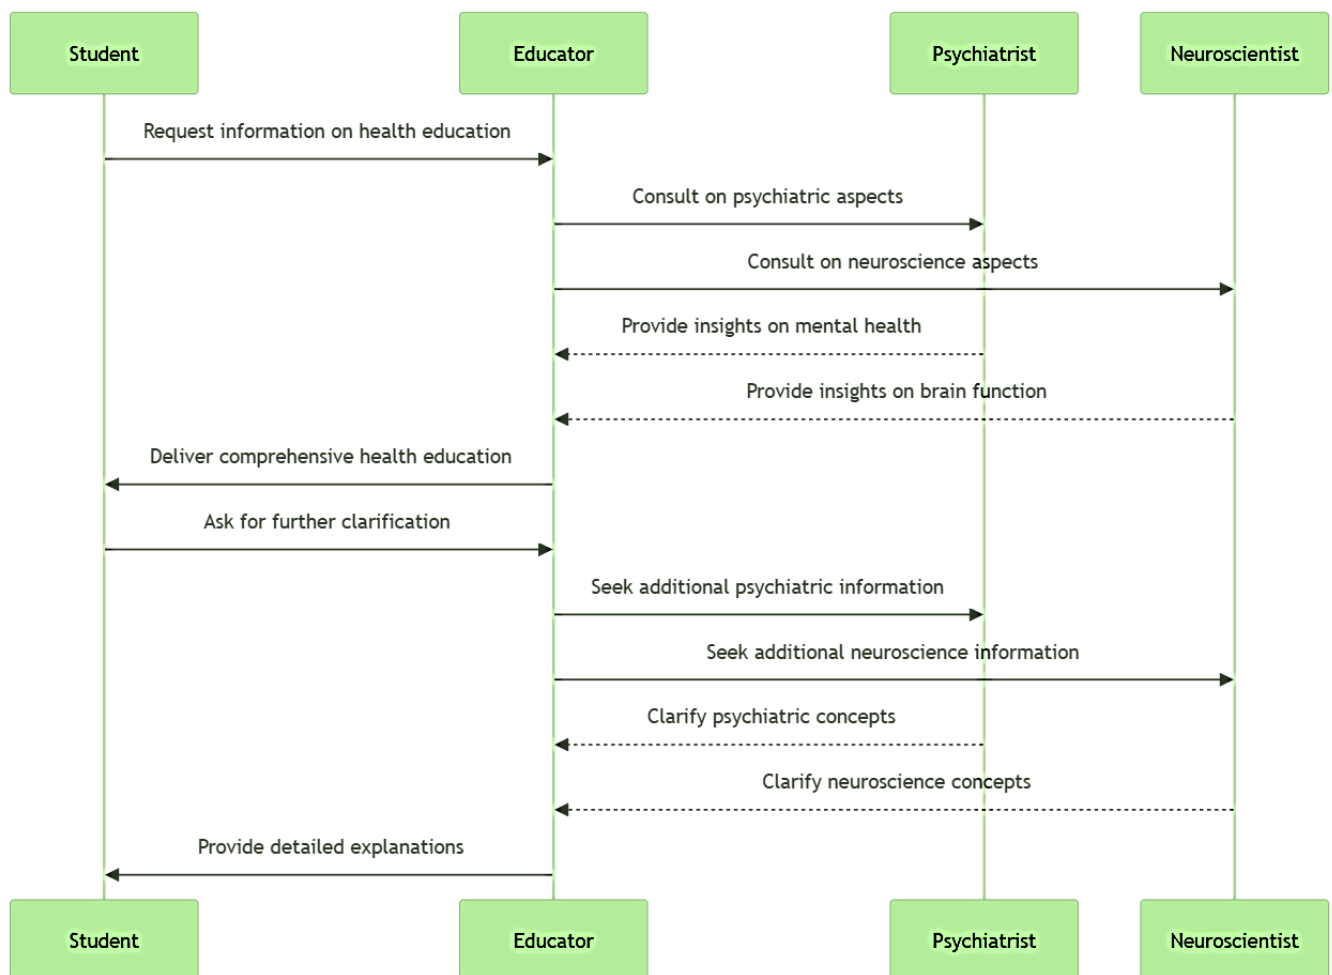 Student
Educator
Psychiatrist
Neuroscientist
Request information on health education
Consult on psychiatric aspects
Consult on neuroscience aspects
Provide insights on mental health
Provide insights on brain function
Deliver comprehensive health education
Ask for further clarification
Seek additional psychiatric information
Seek additional neuroscience information
Clarify psychiatric concepts
Clarify neuroscience concepts
Provide detailed explanations
Student
Educator
Psychiatrist
Neuroscientist